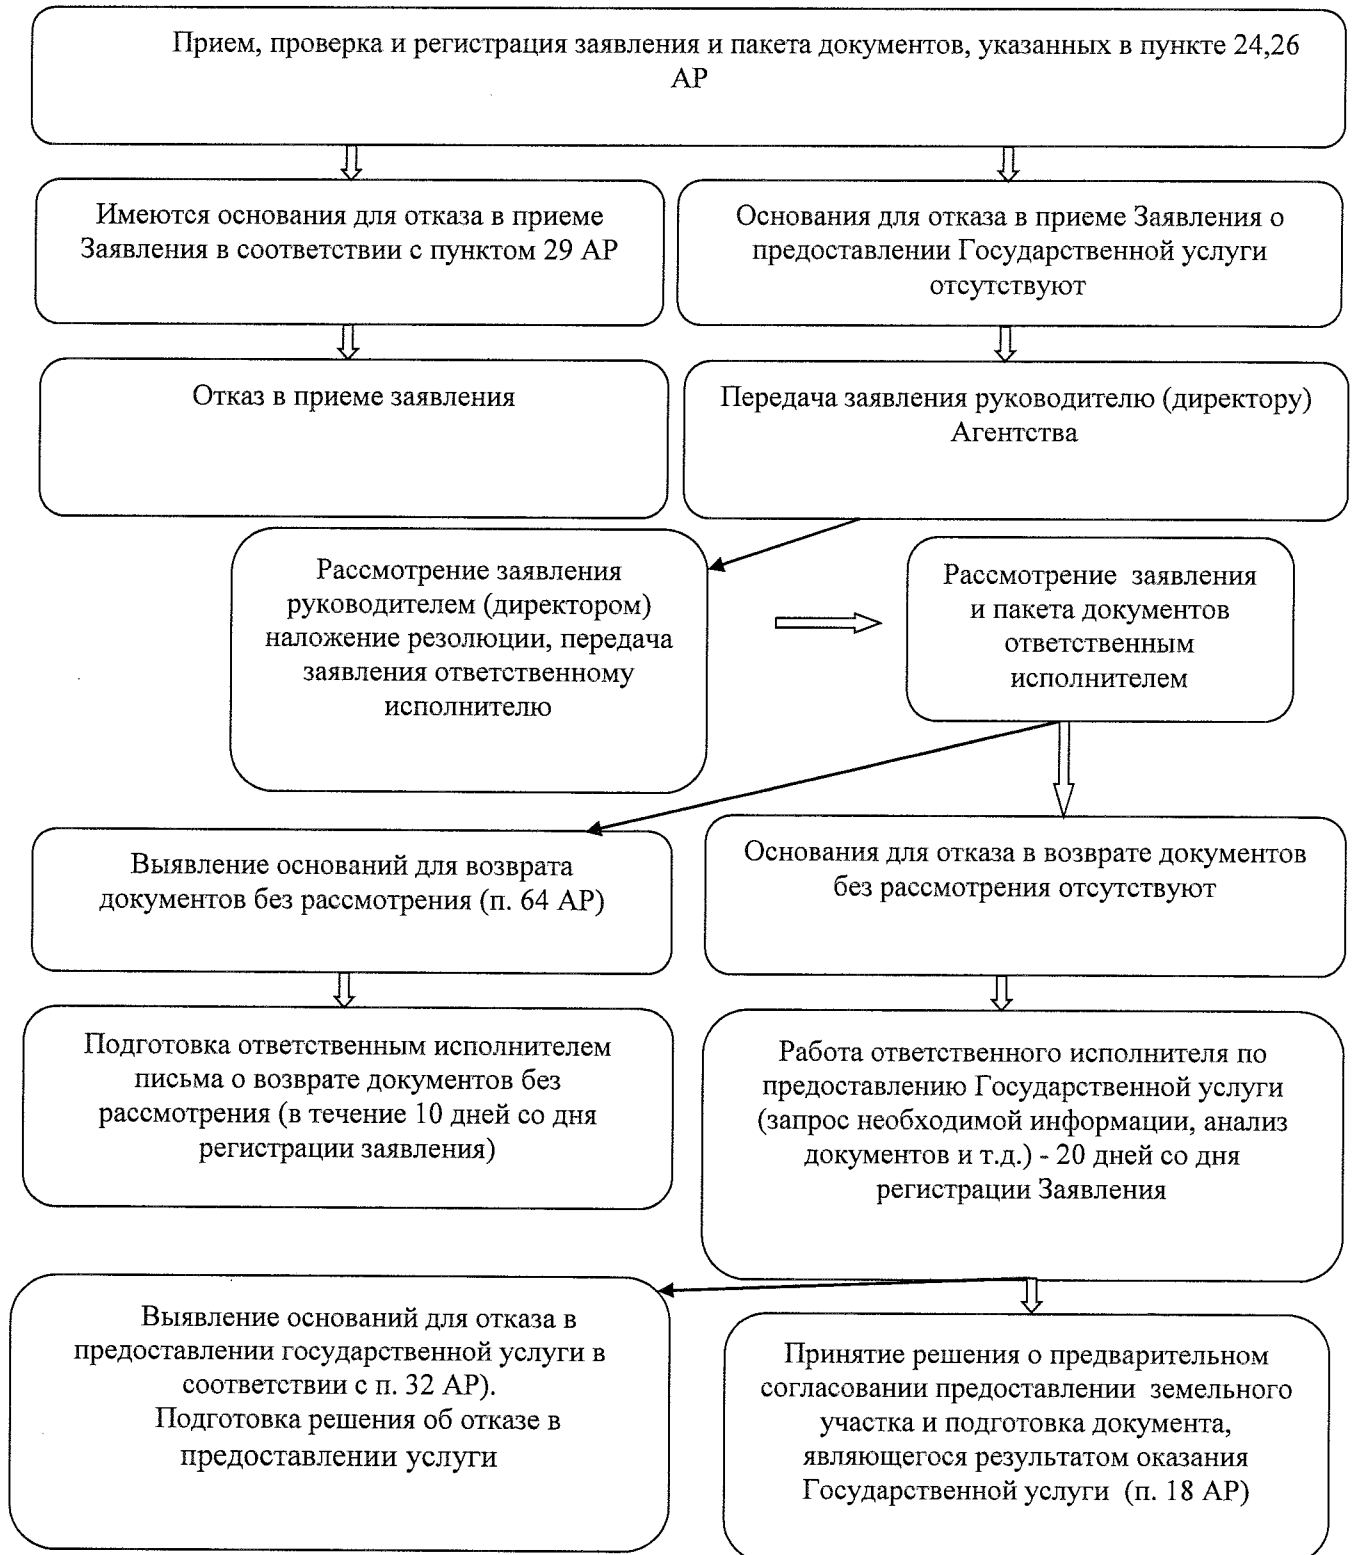 Прием, проверка и регистрация заявления и пакета документов, указанных в пункте 24,26
АР
Имеются основания для отказа в приеме
Заявления в соответствии с пунктом 29 АР
Основания для отказа в приеме Заявления о
предоставлении Государственной услуги
отсутствуют
Отказ в приеме заявления
Передача заявления руководителю (директору)
Агентства
Рассмотрение заявления
руководителем (директором)
наложение резолюции, передача
заявления ответственному
исполнителю
Рассмотрение заявления
и пакета документов
ответственным
исполнителем
Выявление оснований для возврата
документов без рассмотрения (п. 64 АР)
Основания для отказа в возврате документов
без рассмотрения отсутствуют
Подготовка ответственным исполнителем
письма о возврате документов без
рассмотрения (в течение 10 дней со дня
регистрации заявления)
Работа ответственного исполнителя по
предоставлению Государственной услуги
(запрос необходимой информации, анализ
документов и т.д.) - 20 дней со дня
регистрации Заявления
Выявление оснований для отказа в
предоставлении государственной услуги в
соответствии с п. 32 АР).
Подготовка решения об отказе в
предоставлении услуги
Принятие решения о предварительном
согласовании предоставлении земельного
участка и подготовка документа,
являющегося результатом оказания
Государственной услуги (п. 18 АР)